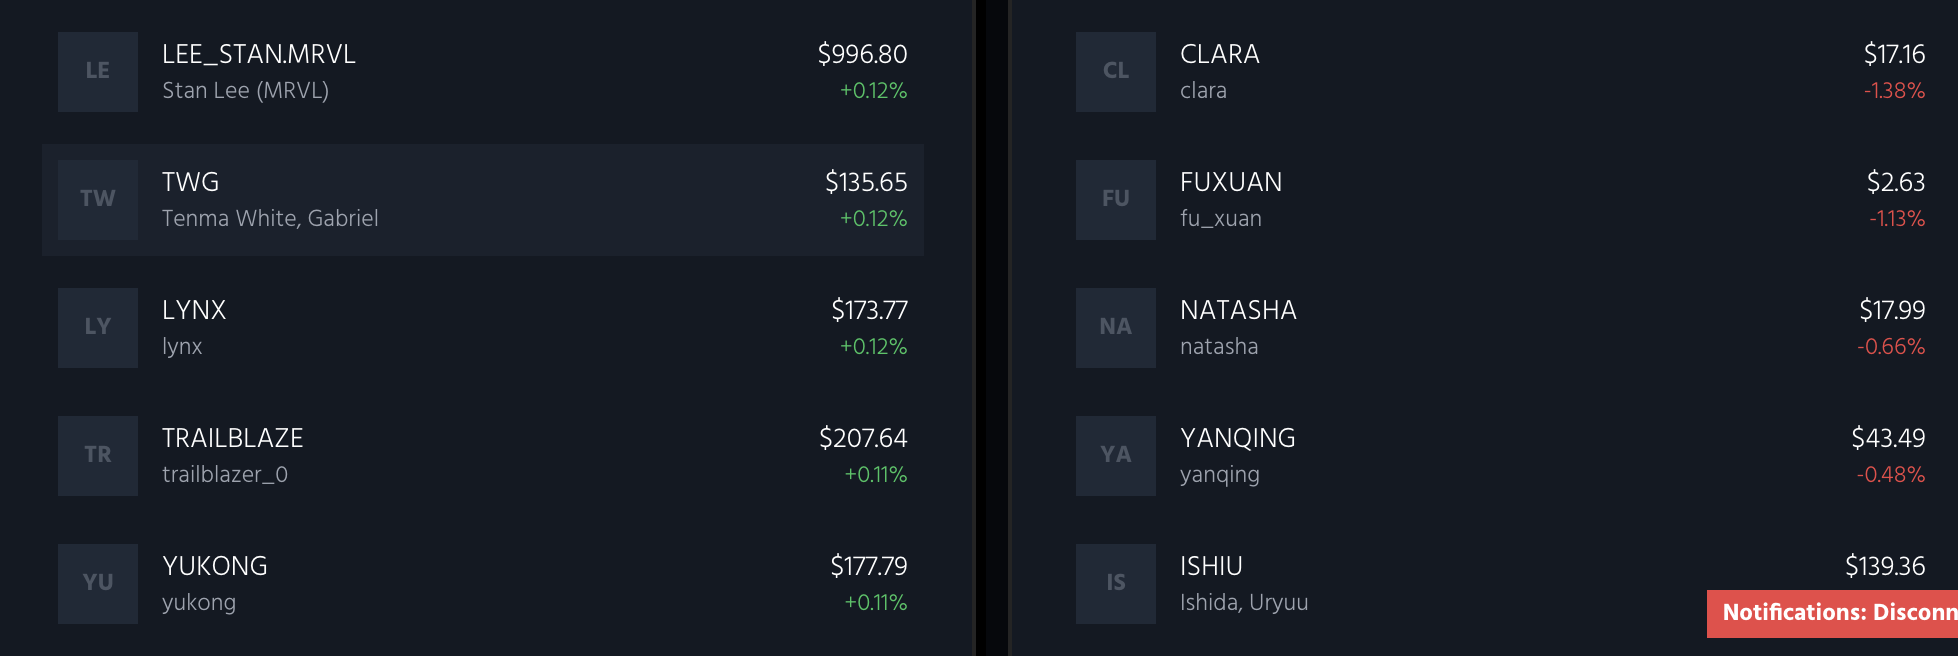 LE
LEE_STAN.MRVL
Stan Lee (MRVL)
$996.80
+0.12%
TW
TWG
Tenma White, Gabriel
$135.65
+0.12%
LY
LYNX
lynx
$173.77
+0.12%
TR
TRAILBLAZE
trailblazer_0
$207.64
+0.11%
YU
YUKONG
yukong
$177.79
+0.11%
CL
CLARA
clara
$17.16
-1.38%
FU
FUXUAN
fu_xuan
$2.63
-1.13%
NA
NATASHA
natasha
$17.99
-0.66%
YA
YANQING
yanqing
$43.49
-0.48%
IS
ISHIU
Ishida, Uryuu
$139.36
Notifications: Disconn